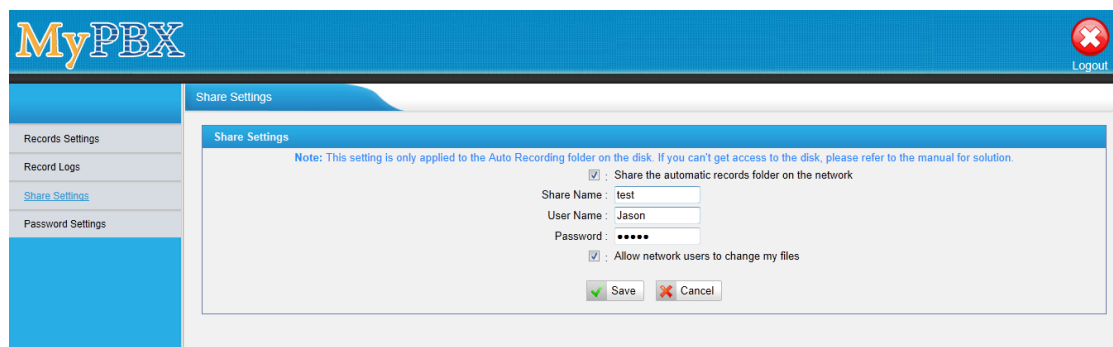 MyPBX
Logout
Share Settings
Records Settings
Record Logs
Share Settings
Password Settings
Share Settings
Note: This setting is only applied to the Auto Recording folder on the disk. If you can't get access to the disk, please refer to the manual for solution.
: Share the automatic records folder on the network
Share Name : test
User Name : Jason
Password : •••••
: Allow network users to change my files
Save Cancel